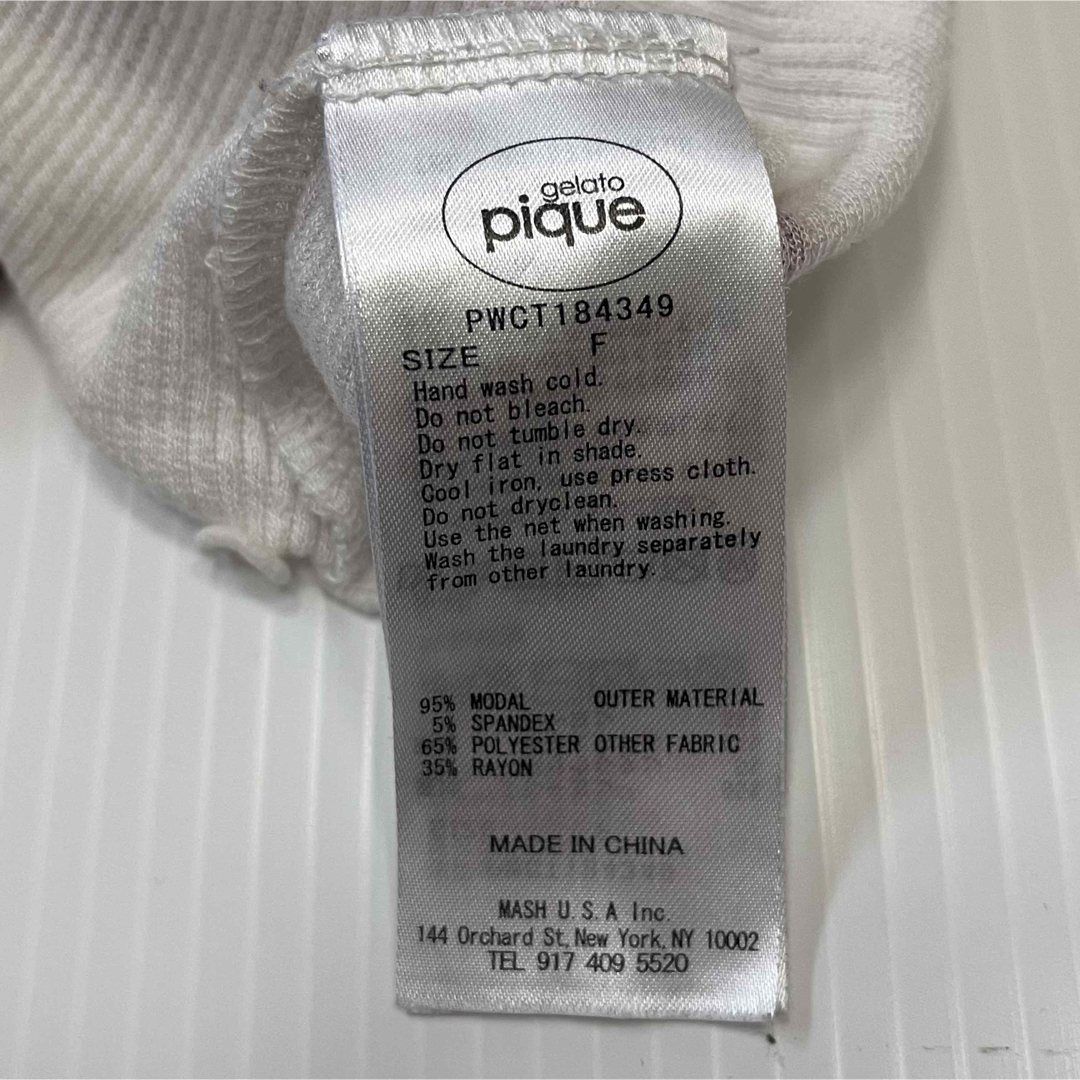 gelato
pique
PWCT184349
SIZE F
Hand wash cold.
Do not bleach.
Do not tumble dry.
Dry flat in shade.
Cool iron, use press cloth.
Do not dryclean.
Use the net when washing.
Wash the laundry separately
from other laundry.
95% MODAL OUTER MATERIAL
5% SPANDEX
65% POLYESTER OTHER FABRIC
35% RAYON
MADE IN CHINA
MASH U.S.A Inc.
144 Orchard St, New York, NY 10002
TEL 917 409 5520